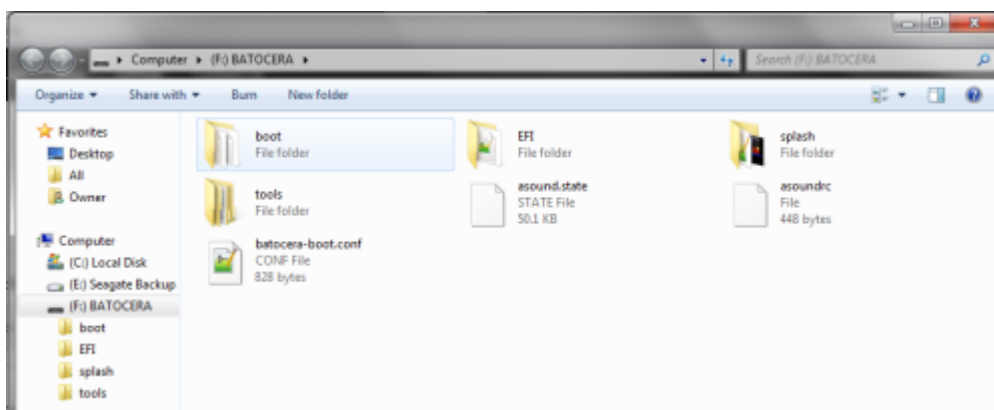 Computer ▸ (F:) BATOCERA ▸
Search (F:) BATOCERA
Organize Share with Burn New folder
Favorites
Desktop
All
Owner
Computer
(C:) Local Disk
(E:) Seagate Backup
(F:) BATOCERA
boot
EFI
splash
tools
boot
File folder
EFI
File folder
splash
File folder
tools
File folder
asound.state
STATE File
50.1 KB
asoundrc
File
448 bytes
batocera-boot.conf
CONF File
828 bytes